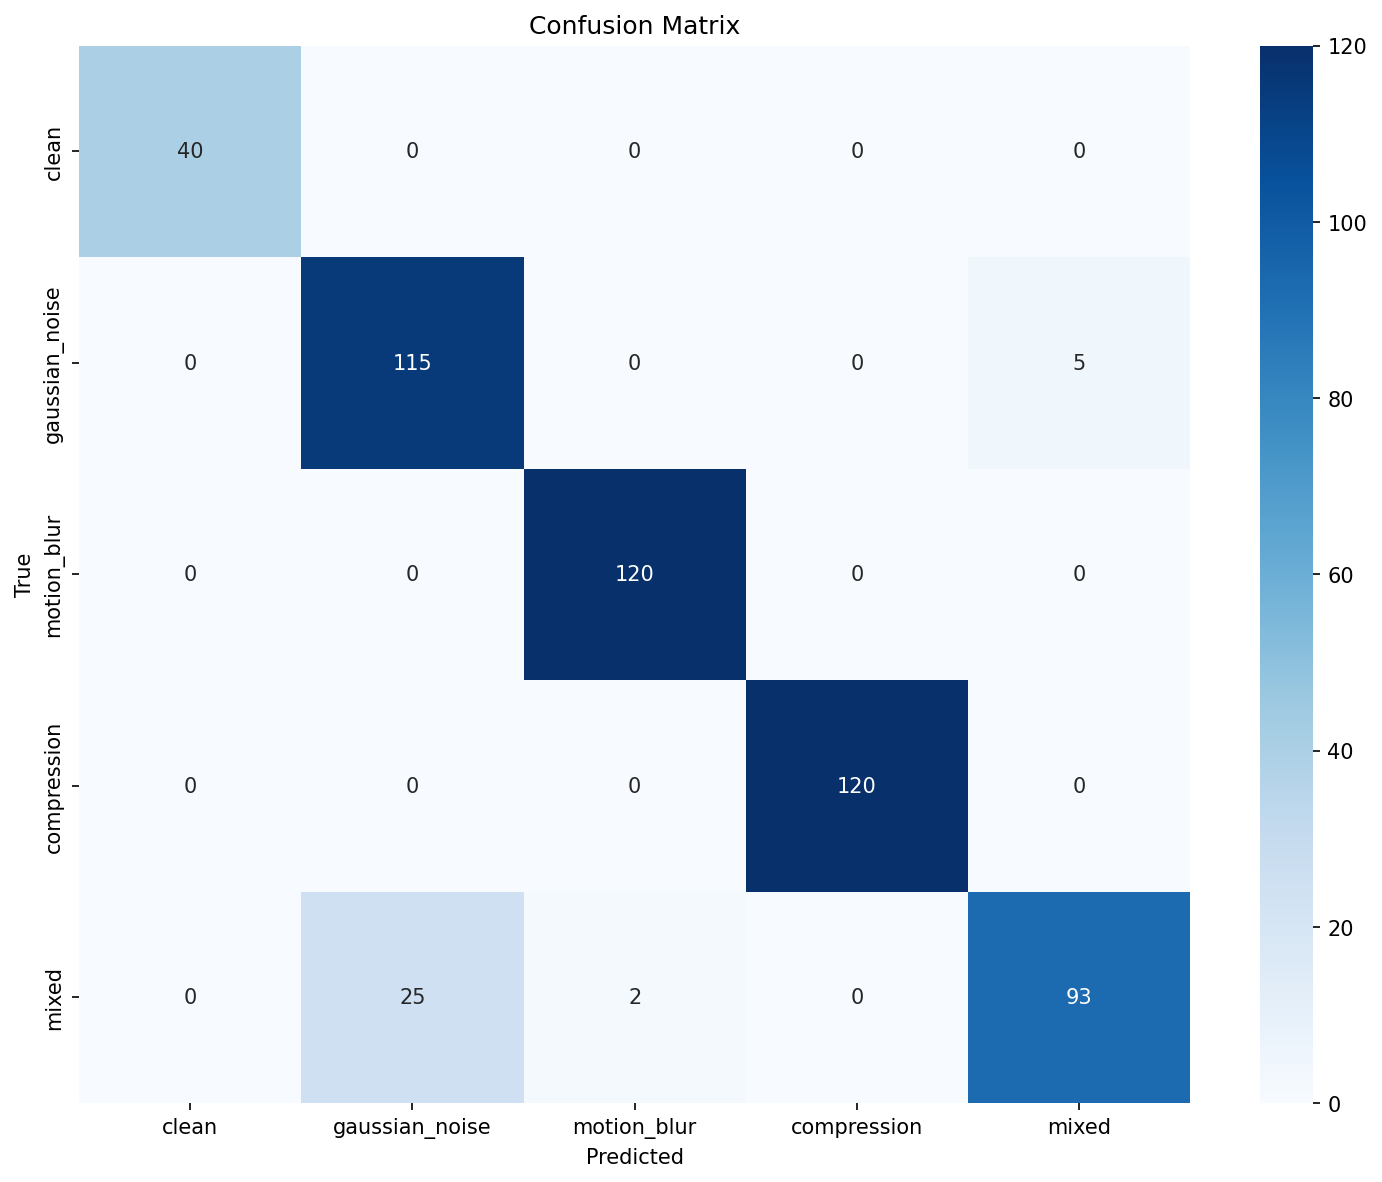 Confusion Matrix
True
clean
40 0 0 0 0
gaussian_noise
0 115 0 0 5
motion_blur
0 0 120 0 0
compression
0 0 0 120 0
mixed
0 25 2 0 93
clean gaussian_noise motion_blur compression mixed
Predicted
120
100
80
60
40
20
0